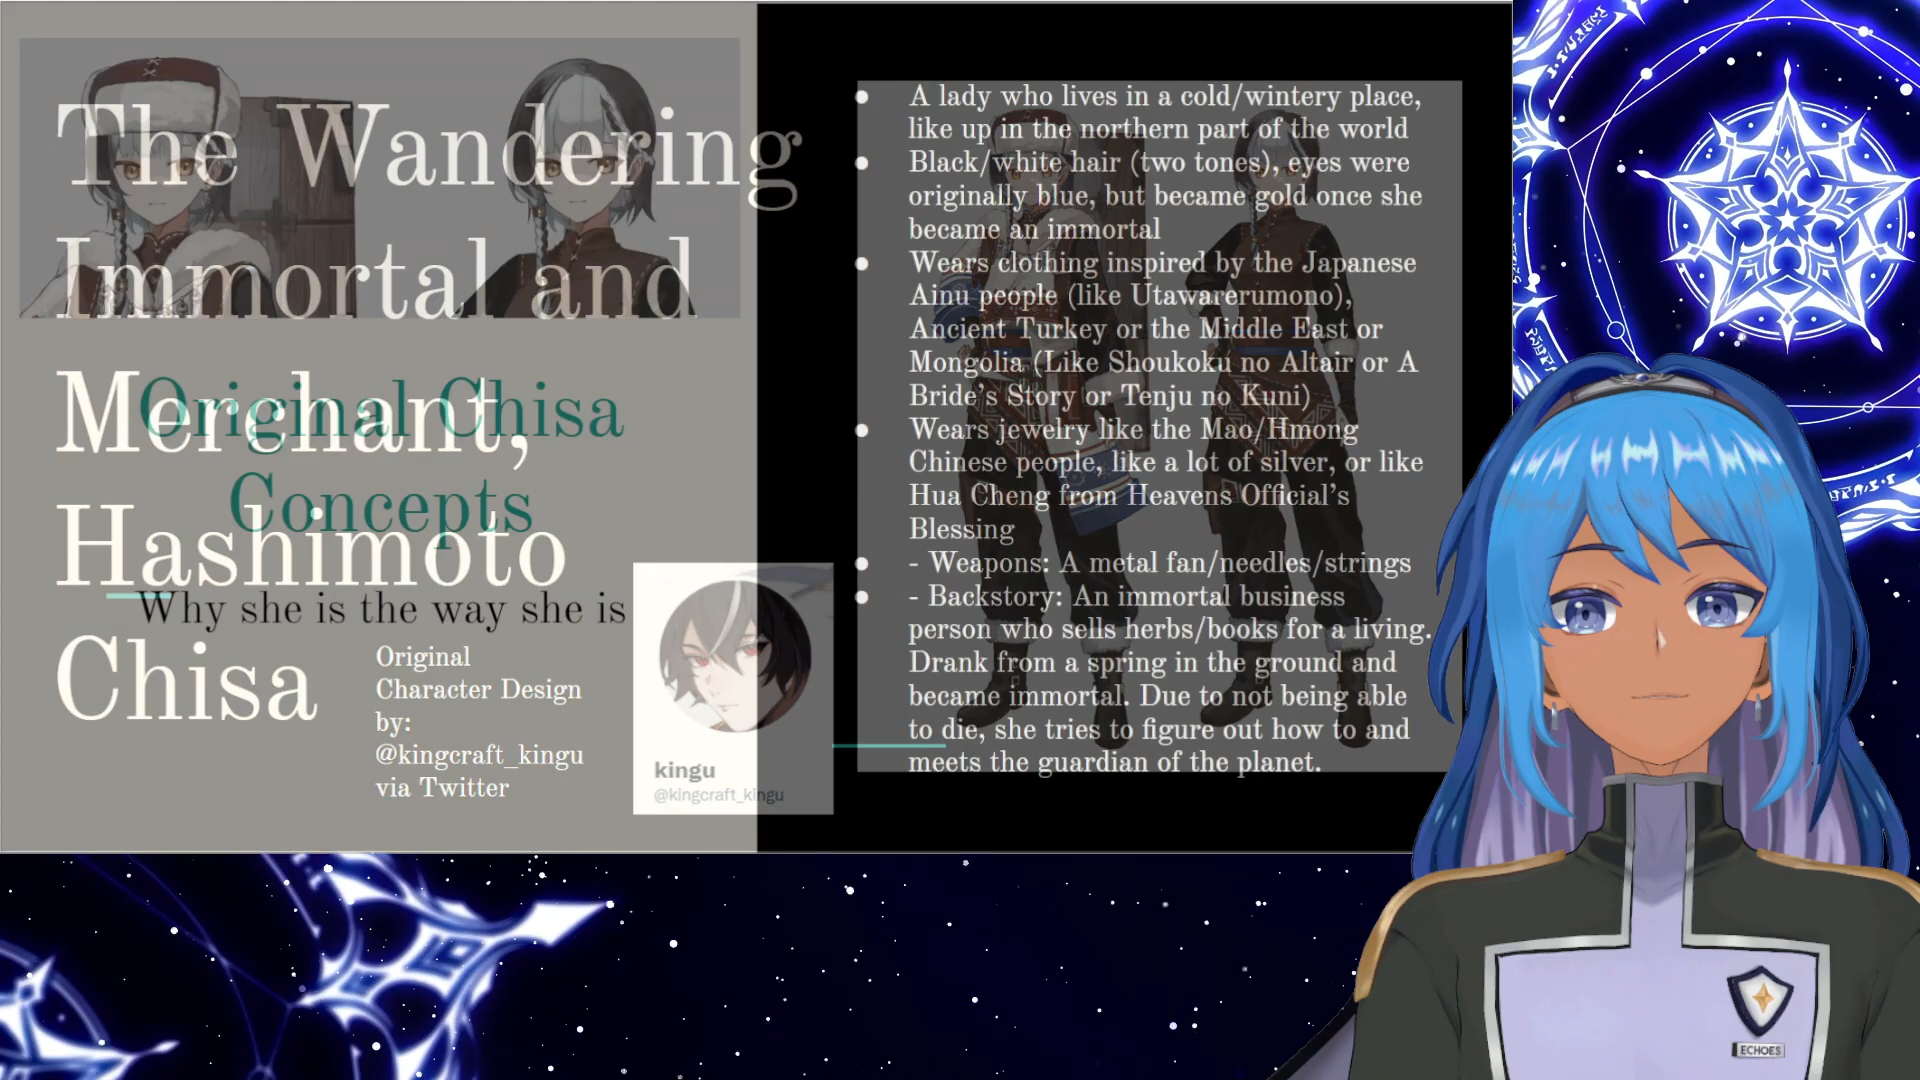 The Wandering
Immortal and
Merchant,
Hashimoto
Chisa
Original Chisa
Concepts
Why she is the way she is
Original
Character Design
by:
@kingcraft_kingu
via Twitter
kingu
@kingcraft_kingu
A lady who lives in a cold/wintery place,
like up in the northern part of the world
Black/white hair (two tones), eyes were
originally blue, but became gold once she
became an immortal
Wears clothing inspired by the Japanese
Ainu people (like Utawarerumono),
Ancient Turkey or the Middle East or
Mongolia (Like Shoukoku no Altair or A
Bride's Story or Tenju no Kuni)
Wears jewelry like the Mao/Hmong
Chinese people, like a lot of silver, or like
Hua Cheng from Heavens Official's
Blessing
- Weapons: A metal fan/needles/strings
- Backstory: An immortal business
person who sells herbs/books for a living.
Drank from a spring in the ground and
became immortal. Due to not being able
to die, she tries to figure out how to and
meets the guardian of the planet.
ECHOES